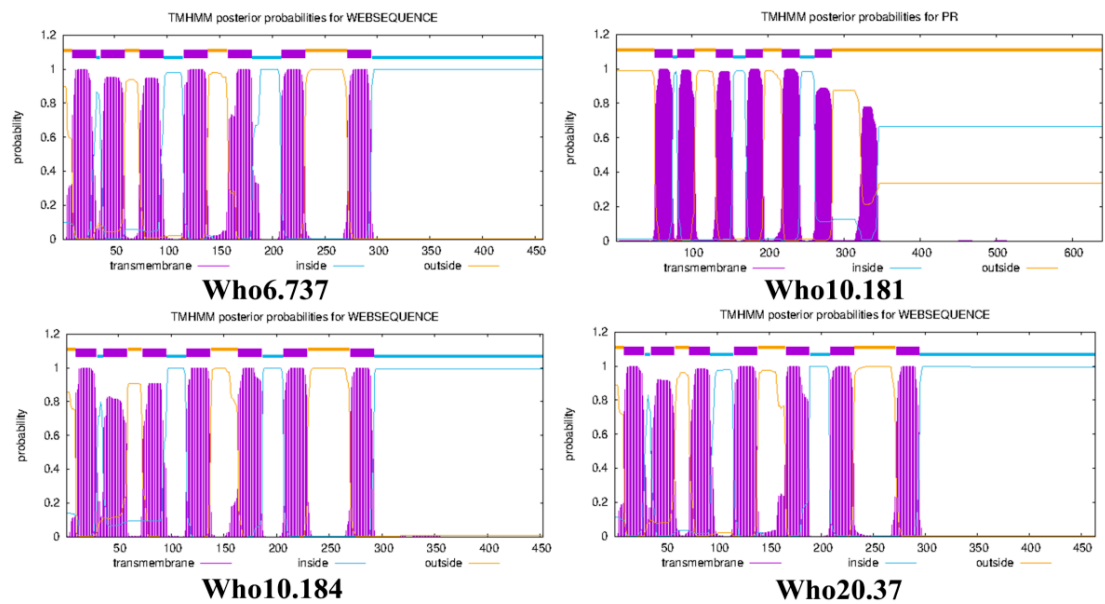 TMHMM posterior probabilities for WEBSEQUENCE
probability
1.2
1
0.8
0.6
0.4
0.2
0
50 100 150 200 250 300 350 400 450
transmembrane inside outside
Who6.737
TMHMM posterior probabilities for PR
probability
1.2
1
0.8
0.6
0.4
0.2
0
100 200 300 400 500 600
transmembrane inside outside
Who10.181
TMHMM posterior probabilities for WEBSEQUENCE
probability
1.2
1
0.8
0.6
0.4
0.2
0
50 100 150 200 250 300 350 400 450
transmembrane inside outside
Who10.184
TMHMM posterior probabilities for WEBSEQUENCE
probability
1.2
1
0.8
0.6
0.4
0.2
0
50 100 150 200 250 300 350 400 450
transmembrane inside outside
Who20.37